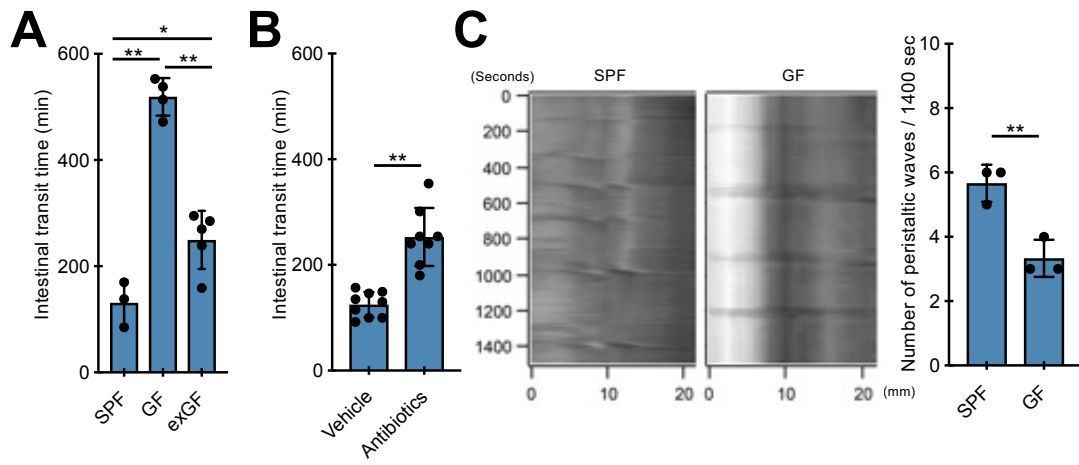 A
Intestinal transit time (min)
600
400
200
0
*
**
**
SPF
GF
exGF
B
Intestinal transit time (min)
600
400
200
0
**
Vehicle
Antibiotics
C
(Seconds)
SPF
GF
0
200
400
600
800
1000
1200
1400
0
10
20
0
10
20
(mm)
Number of peristaltic waves / 1400 sec
10
8
6
4
2
0
**
SPF
GF